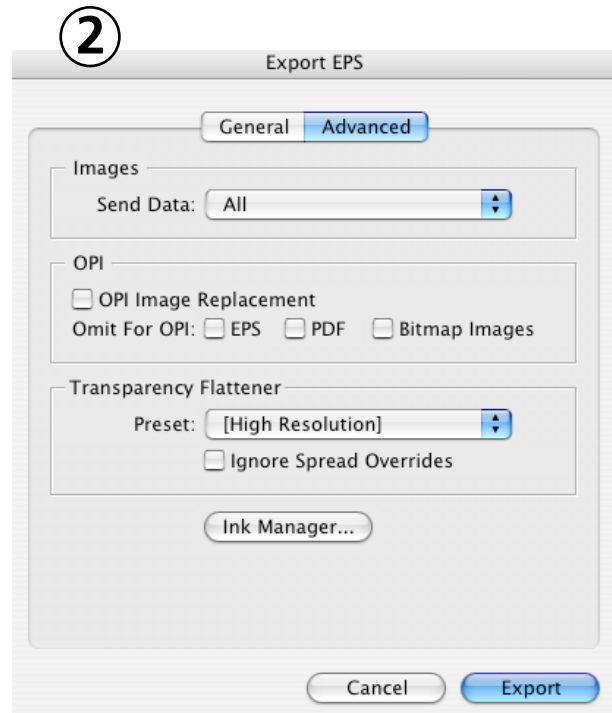 ②
Export EPS
General Advanced
Images
Send Data: All
OPI
OPI Image Replacement
Omit For OPI: EPS PDF Bitmap Images
Transparency Flattener
Preset: [High Resolution]
Ignore Spread Overrides
Ink Manager...
Cancel Export